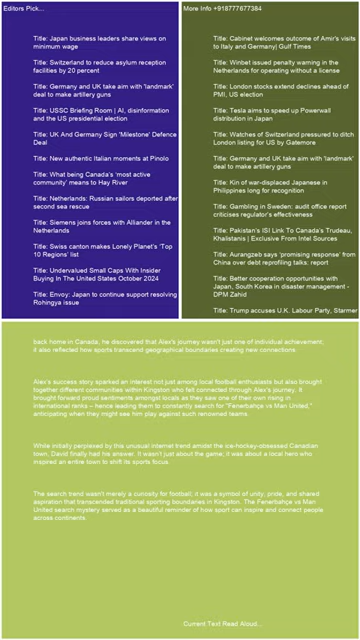 Editors Pick...
Title: Japan business leaders share views on
minimum wage
Title: Switzerland to reduce asylum reception
facilities by 20 percent
Title: Germany and UK take aim with 'landmark'
deal to make artillery guns
Title: USSC Briefing Room | AI, disinformation
and the US presidential election
Title: UK And Germany Sign 'Milestone' Defence
Deal
Title: New authentic Italian moments at Pinolo
Title: What being Canada's 'most active
community' means to Hay River
Title: Netherlands; Russian sailors deported after
second sea rescue
Title: Siemens joins forces with Alliander in the
Netherlands
Title: Swiss canton makes Lonely Planet's 'Top
10 Regions' list
Title: Undervalued Small Caps With Insider
Buying In The United States October 2024
Title: Envoy: Japan to continue support resolving
Rohingya issue
More Info +918777677384
Title: Cabinet welcomes outcome of Amir's visits
to Italy and Germany| Gulf Times
Title: Winbet issued penalty warning in the
Netherlands for operating without a license
Title: London stocks extend declines ahead of
PMI, US election
Title: Tesla aims to speed up Powerwall
distribution in Japan
Title: Watches of Switzerland pressured to ditch
London listing for US by Gatemore
Title: Germany and UK take aim with 'landmark'
deal to make artillery guns
Title: Kin of war-displaced Japanese in
Philippines long for recognition
Title: Gambling in Sweden: audit office report
criticises regulator's effectiveness
Title: Pakistan's ISI Link To Canada's Trudeau,
Khalistanis | Exclusive From Intel Sources
Title: Aurangzeb says 'promising response' from
China over debt reprofiling talks: report
Title: Better cooperation opportunities with
Japan, South Korea in disaster management -
DPM Zahid
Title: Trump accuses U.K. Labour Party, Starmer
back home in Canada, he discovered that Alex's journey wasn't just one of individual achievement;
it also reflected how sports transcend geographical boundaries creating new connections.
Alex's success story sparked an interest not just among local football enthusiasts but also brought
together different communities within Kingston who felt connected through Alex's journey. It
brought forward proud sentiments amongst locals as they saw one of their own rising in
international ranks – hence leading them to constantly search for "Fenerbahçe vs Man United,"
anticipating when they might see him play against such renowned teams.
While initially perplexed by this unusual internet trend amidst the ice-hockey-obsessed Canadian
town, David finally had his answer. It wasn't just about the game; it was about a local hero who
inspired an entire town to shift its sports focus.
The search trend wasn't merely a curiosity for football; it was a symbol of unity, pride, and shared
aspiration that transcended traditional sporting boundaries in Kingston. The Fenerbahçe vs Man
United search mystery served as a beautiful reminder of how sport can inspire and connect people
across continents.
Current Text Read Aloud...